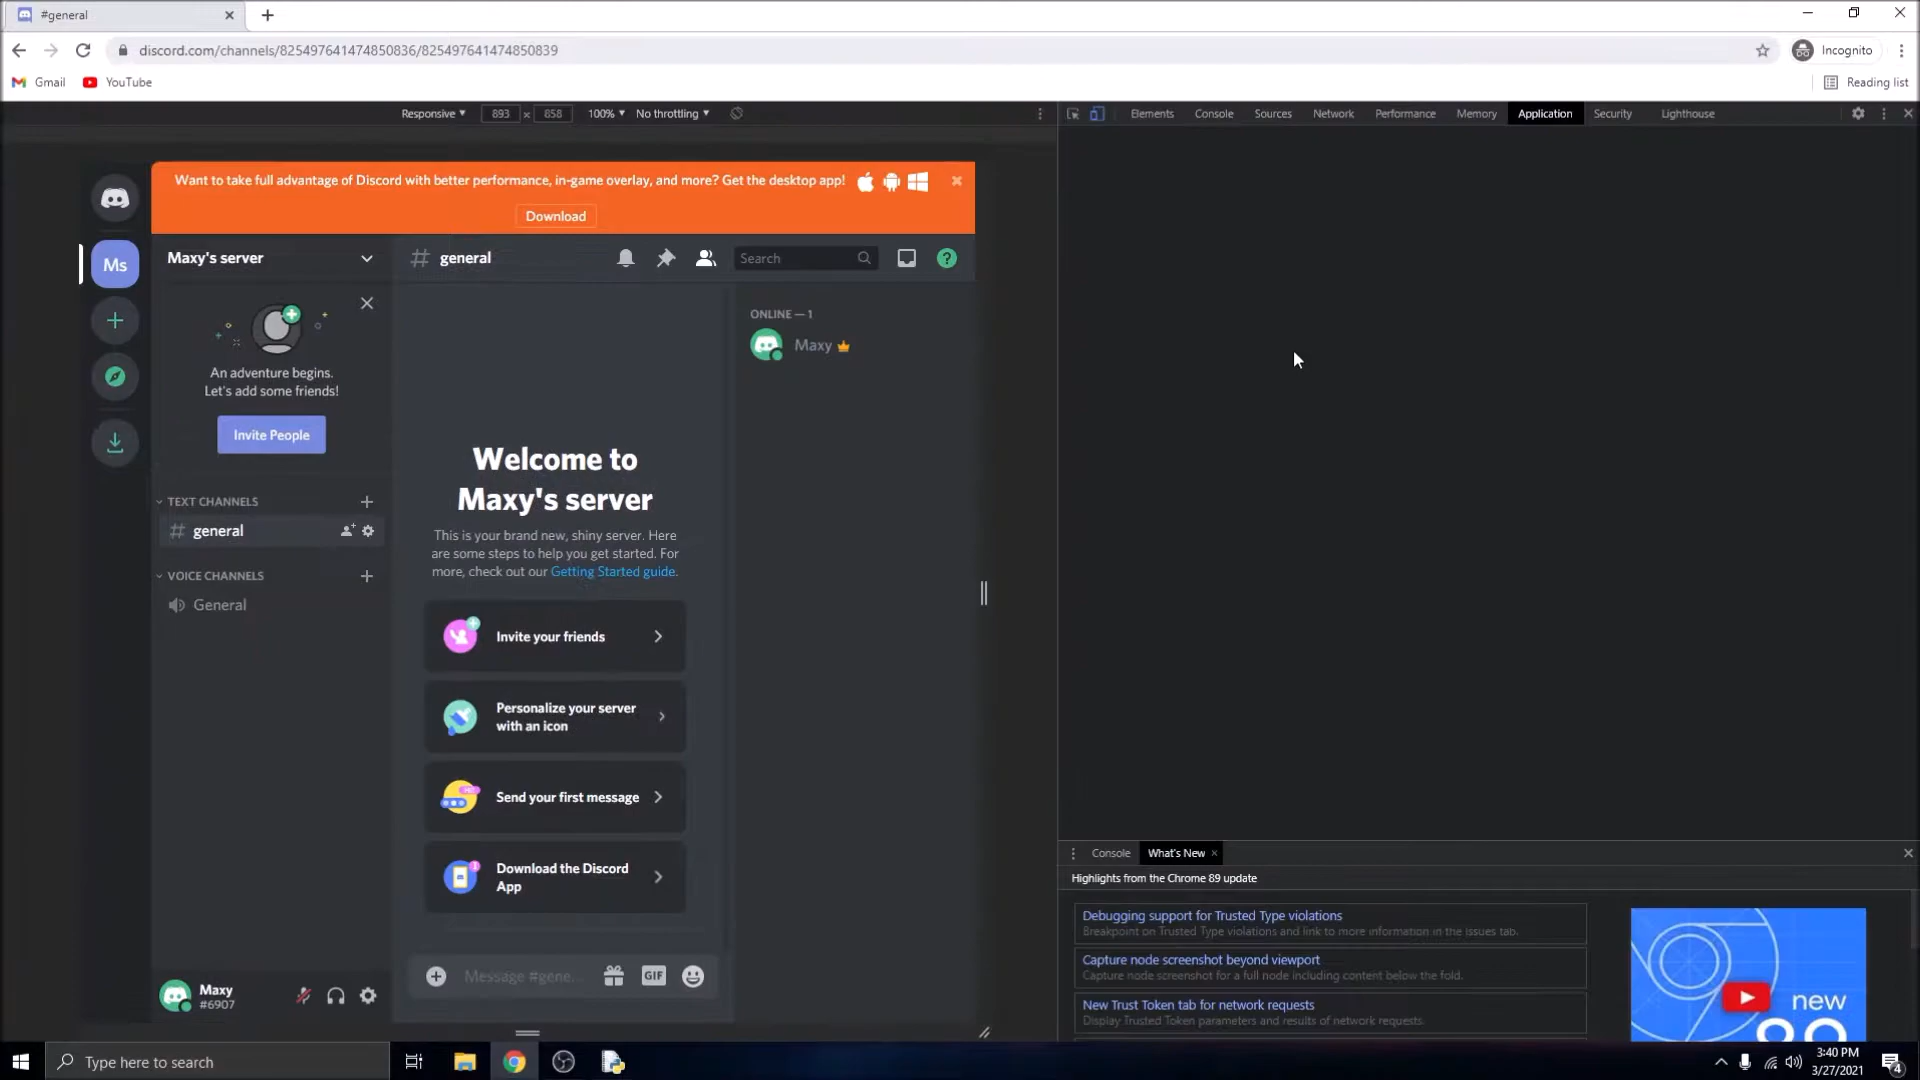 #general
discord.com/channels/825497641474850836/825497641474850839
Incognito
Gmail
YouTube
Reading list
Responsive
893 × 858
100%
No throttling
Elements
Console
Sources
Network
Performance
Memory
Application
Security
Lighthouse
Want to take full advantage of Discord with better performance, in-game overlay, and more? Get the desktop app!
Download
Ms
Maxy's server
general
Search
An adventure begins.
Let's add some friends!
Invite People
TEXT CHANNELS
general
VOICE CHANNELS
General
Maxy
#6907
Welcome to
Maxy's server
This is your brand new, shiny server. Here
are some steps to help you get started. For
more, check out our Getting Started guide.
Invite your friends
Personalize your server
with an icon
Send your first message
Download the Discord
App
Message #gene...
GIF
ONLINE — 1
Maxy
Console
What's New
Highlights from the Chrome 89 update
Debugging support for Trusted Type violations
Breakpoint on Trusted Type violations and link to more information in the issues tab.
Capture node screenshot beyond viewport
Capture node screenshot for a full node including content below the fold.
New Trust Token tab for network requests
Display Trusted Token parameters and results of network requests.
new
89
Type here to search
3:40 PM
3/27/2021
4